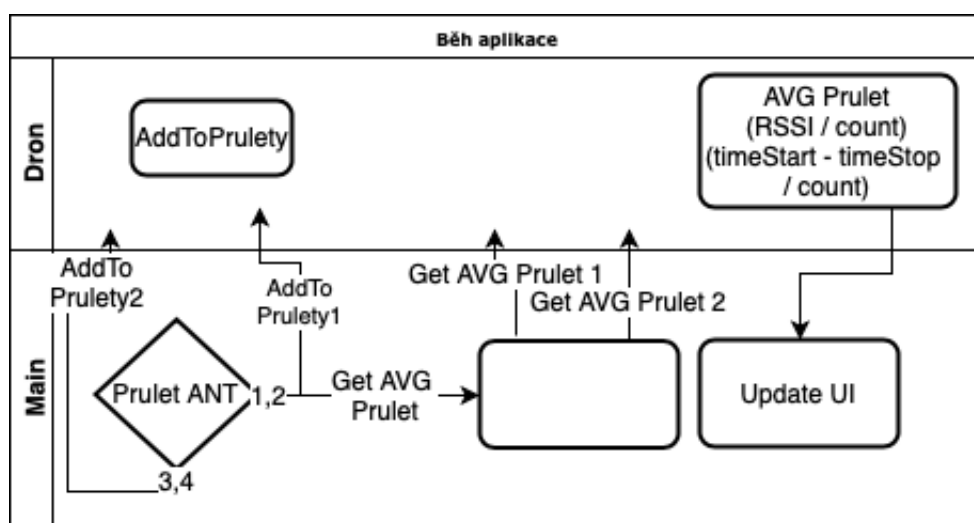 Běh aplikace
Dron
AddToPrulety
AVG Prulet
(RSSI / count)
(timeStart - timeStop
/ count)
Main
AddTo
Prulety2
AddTo
Prulety1
Get AVG Prulet 1
Get AVG Prulet 2
Prulet ANT
1,2
Get AVG
Prulet
Update UI
3,4